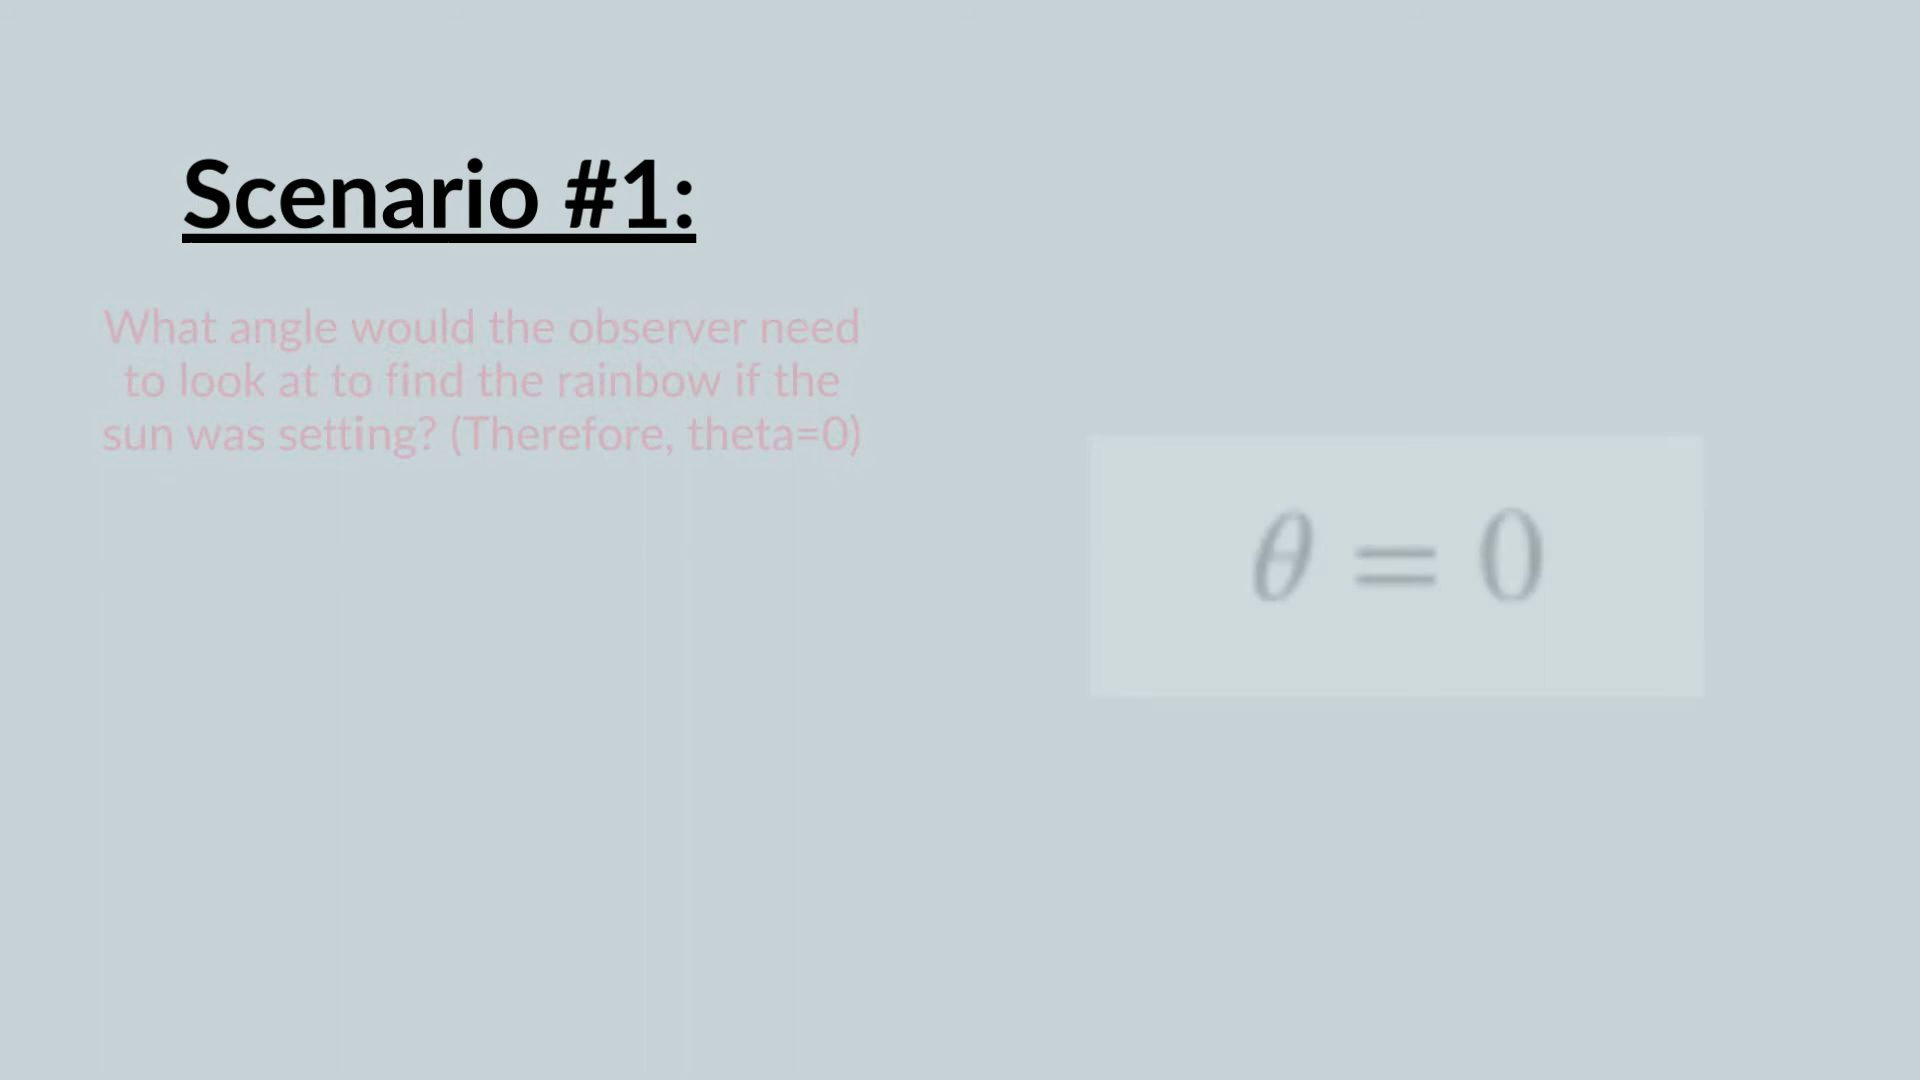 Scenario #1:
What angle would the observer need
to look at to find the rainbow if the
sun was setting? (Therefore, theta=0)
θ = 0